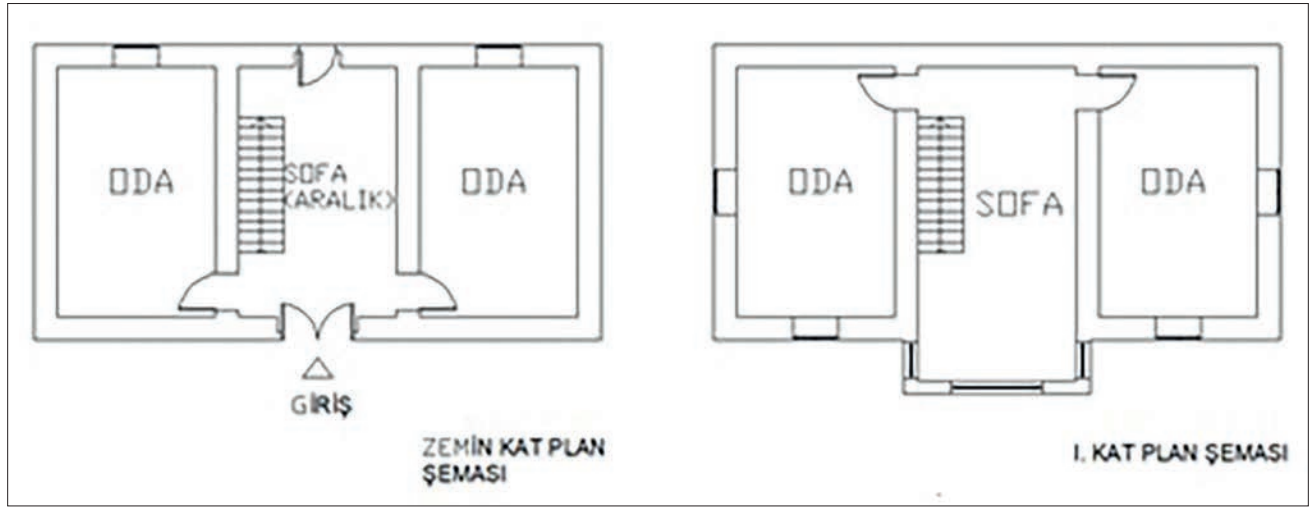 ODA
SOFA
(ARALIK)
ODA
GİRİŞ
ZEMİN KAT PLAN
ŞEMASI
ODA
SOFA
ODA
I. KAT PLAN ŞEMASI